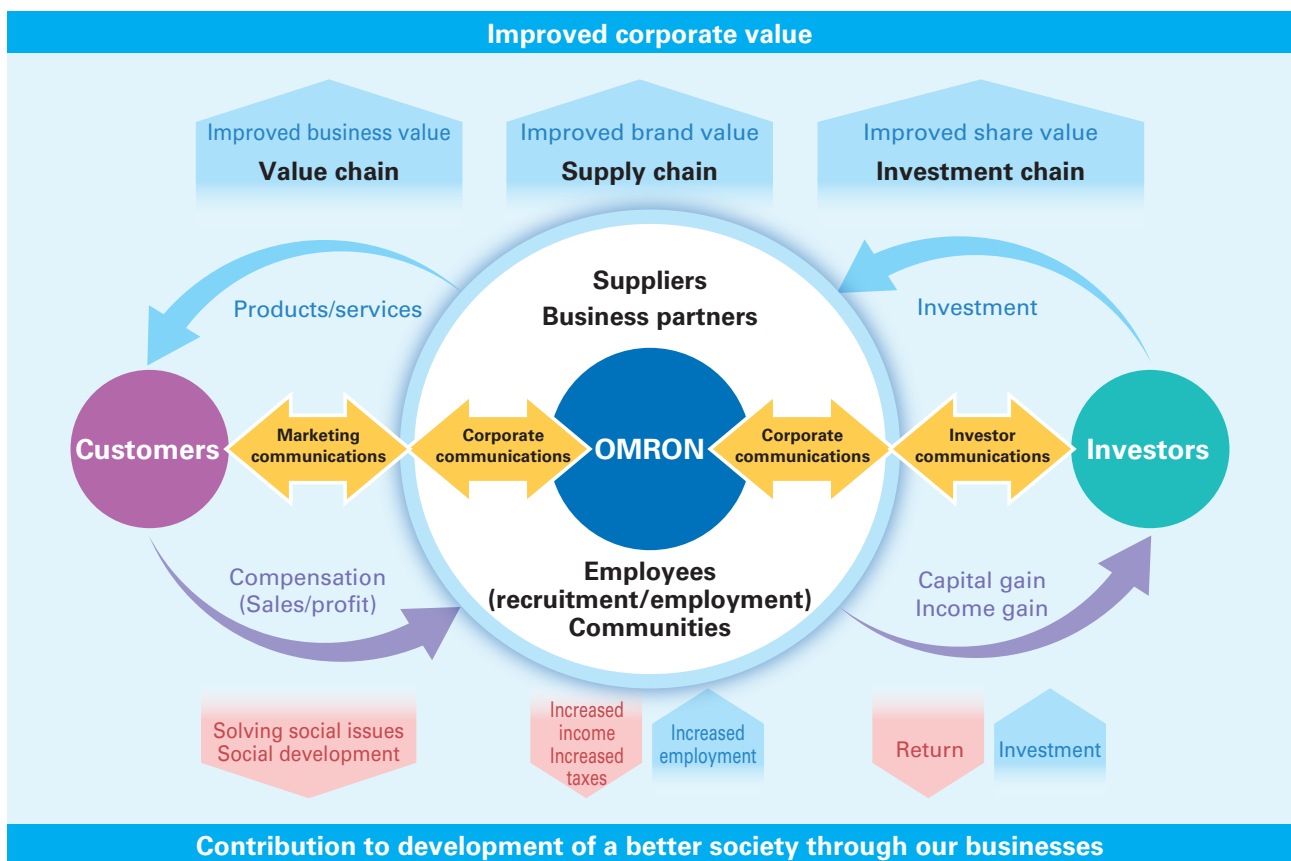 Improved corporate value
Improved business value
Value chain
Improved brand value
Supply chain
Improved share value
Investment chain
Products/services
Suppliers
Business partners
Investment
Customers
Marketing
communications
Corporate
communications
OMRON
Corporate
communications
Investor
communications
Investors
Compensation
(Sales/profit)
Employees
(recruitment/employment)
Communities
Capital gain
Income gain
Solving social issues
Social development
Increased
income
Increased
taxes
Increased
employment
Return
Investment
Contribution to development of a better society through our businesses